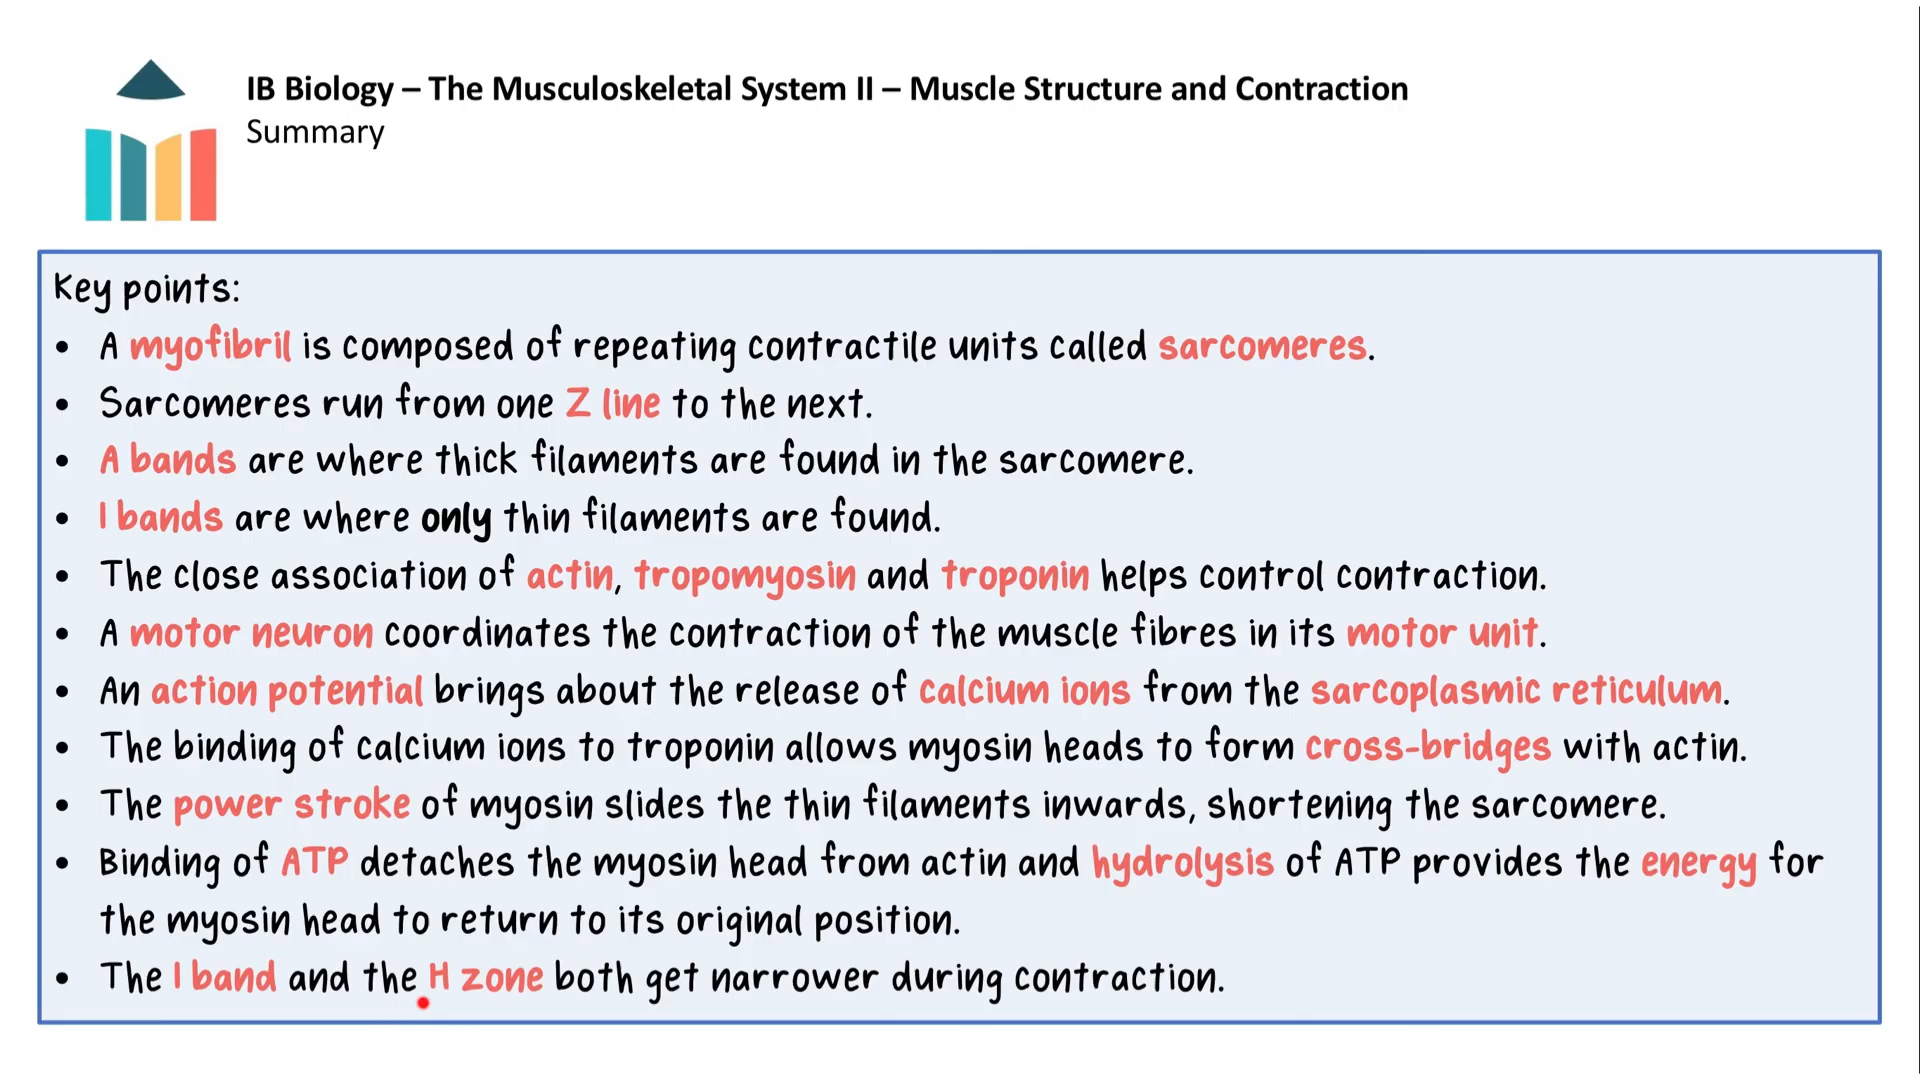 IB Biology – The Musculoskeletal System II – Muscle Structure and Contraction
Summary
Key points:
• A myofibril is composed of repeating contractile units called sarcomeres.
• Sarcomeres run from one Z line to the next.
• A bands are where thick filaments are found in the sarcomere.
• I bands are where only thin filaments are found.
• The close association of actin, tropomyosin and troponin helps control contraction.
• A motor neuron coordinates the contraction of the muscle fibres in its motor unit.
• An action potential brings about the release of calcium ions from the sarcoplasmic reticulum.
• The binding of calcium ions to troponin allows myosin heads to form cross-bridges with actin.
• The power stroke of myosin slides the thin filaments inwards, shortening the sarcomere.
• Binding of ATP detaches the myosin head from actin and hydrolysis of ATP provides the energy for
the myosin head to return to its original position.
• The I band and the H zone both get narrower during contraction.